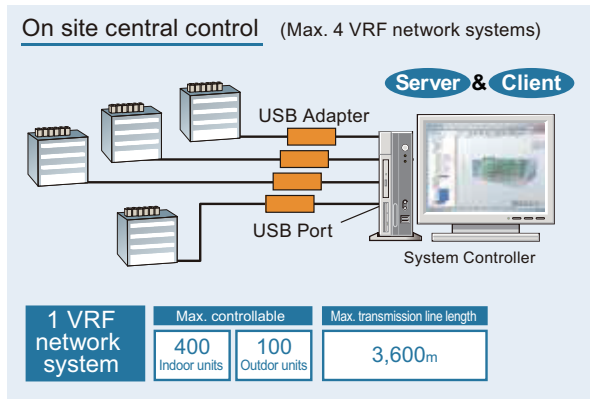 On site central control (Max. 4 VRF network systems)
Server & Client
USB Adapter
USB Port
System Controller
1 VRF
network
system
Max. controllable
400
Indoor units
100
Outdor units
Max. transmission line length
3,600m